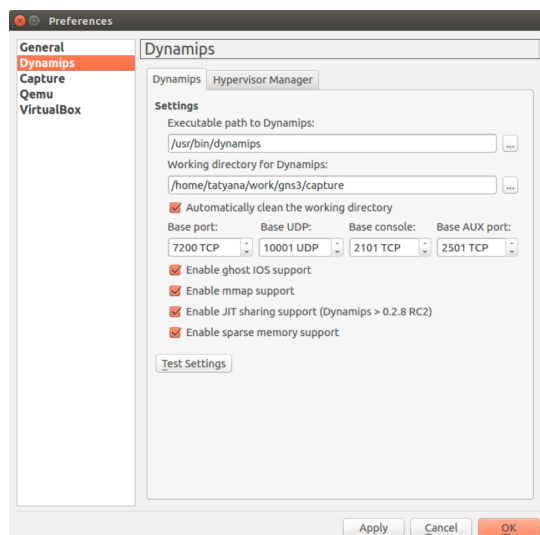 Preferences
General
Dynamips
Capture
Qemu
VirtualBox
Dynamips
Dynamips Hypervisor Manager
Settings
Executable path to Dynamips:
/usr/bin/dynamips
...
Working directory for Dynamips:
/home/tatyana/work/gns3/capture
...
Automatically clean the working directory
Base port: Base UDP: Base console: Base AUX port:
7200 TCP 10001 UDP 2101 TCP 2501 TCP
Enable ghost IOS support
Enable mmap support
Enable JIT sharing support (Dynamips > 0.2.8 RC2)
Enable sparse memory support
Test Settings
Apply Cancel OK